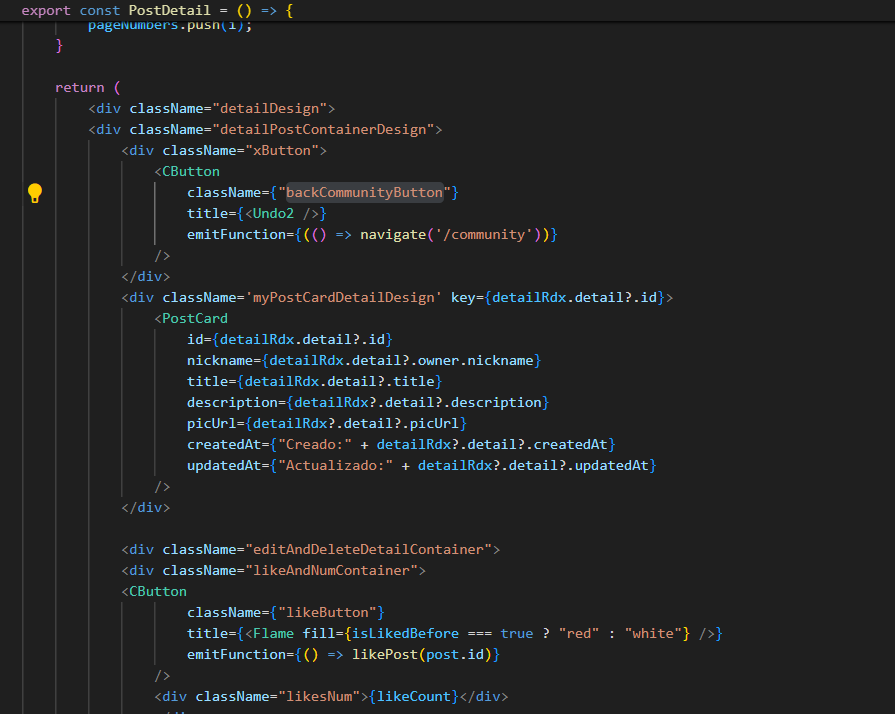 export const PostDetail = () => {
pageNumbers.push(i);
}
return (
<div className="detailDesign">
<div className="detailPostContainerDesign">
<div className="xButton">
<CButton
className={"backCommunityButton"}
title={<Undo2 />}
emitFunction={(() => navigate('/community'))}
/>
</div>
<div className='myPostCardDetailDesign' key={detailRdx.detail?.id}>
<PostCard
id={detailRdx.detail?.id}
nickname={detailRdx.detail?.owner.nickname}
title={detailRdx.detail?.title}
description={detailRdx?.detail?.description}
picUrl={detailRdx?.detail?.picUrl}
createdAt={"Creado:" + detailRdx?.detail?.createdAt}
updatedAt={"Actualizado:" + detailRdx?.detail?.updatedAt}
/>
</div>
<div className="editAndDeleteDetailContainer">
<div className="likeAndNumContainer">
<CButton
className={"likeButton"}
title={<Flame fill={isLikedBefore === true ? "red" : "white"} />}
emitFunction={() => likePost(post.id)}
/>
<div className="likesNum">{likeCount}</div>